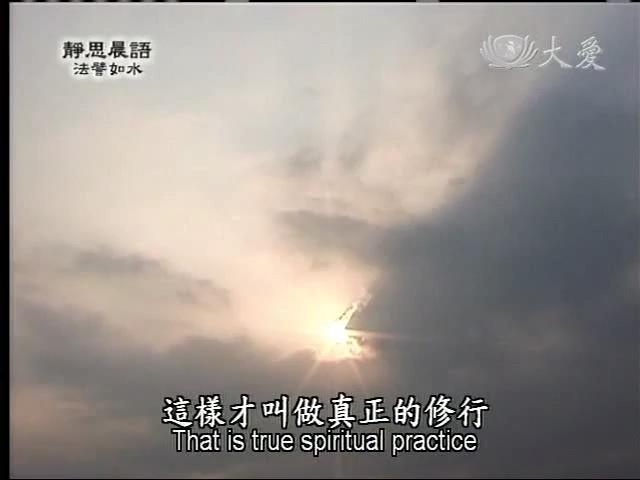 靜思晨語
法譬如水
大愛
這樣才叫做真正的修行
That is true spiritual practice